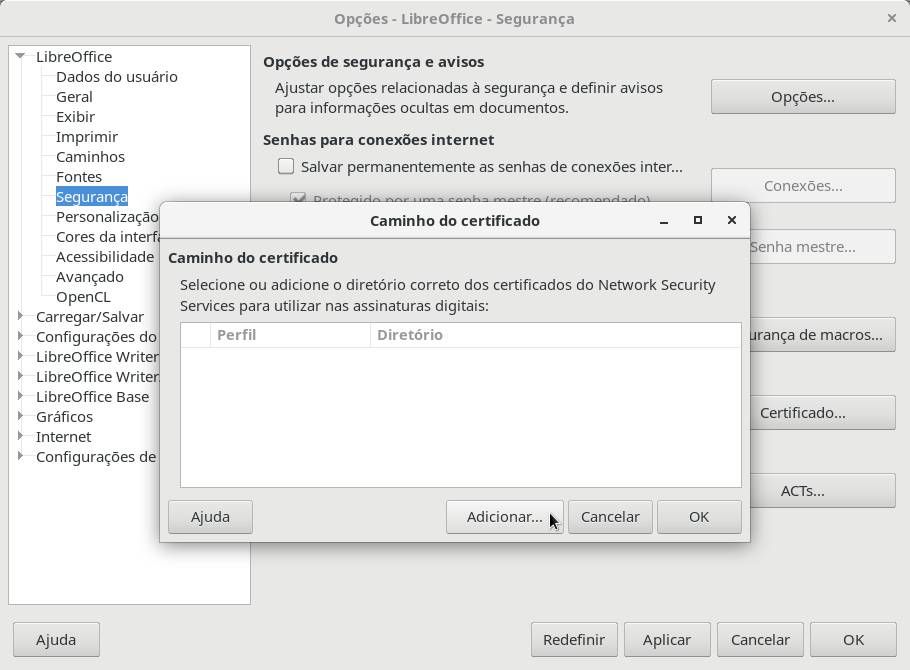 Opções - LibreOffice - Segurança
LibreOffice
Dados do usuário
Geral
Exibir
Imprimir
Caminhos
Fontes
Segurança
Personalização
Cores da interfa
Acessibilidade
Avançado
OpenCL
Carregar/Salvar
Configurações do
LibreOffice Writer
LibreOffice Writer
LibreOffice Base
Gráficos
Internet
Configurações de
Opções de segurança e avisos
Ajustar opções relacionadas à segurança e definir avisos
para informações ocultas em documentos.
Opções...
Senhas para conexões internet
Salvar permanentemente as senhas de conexões inter...
Conexões...
Protegido por uma senha mestre (recomendado)
Senha mestre...
urança de macros...
Certificado...
ACTs...
Caminho do certificado
Caminho do certificado
Selecione ou adicione o diretório correto dos certificados do Network Security
Services para utilizar nas assinaturas digitais:
Perfil Diretório
Ajuda Adicionar... Cancelar OK
Ajuda Redefinir Aplicar Cancelar OK